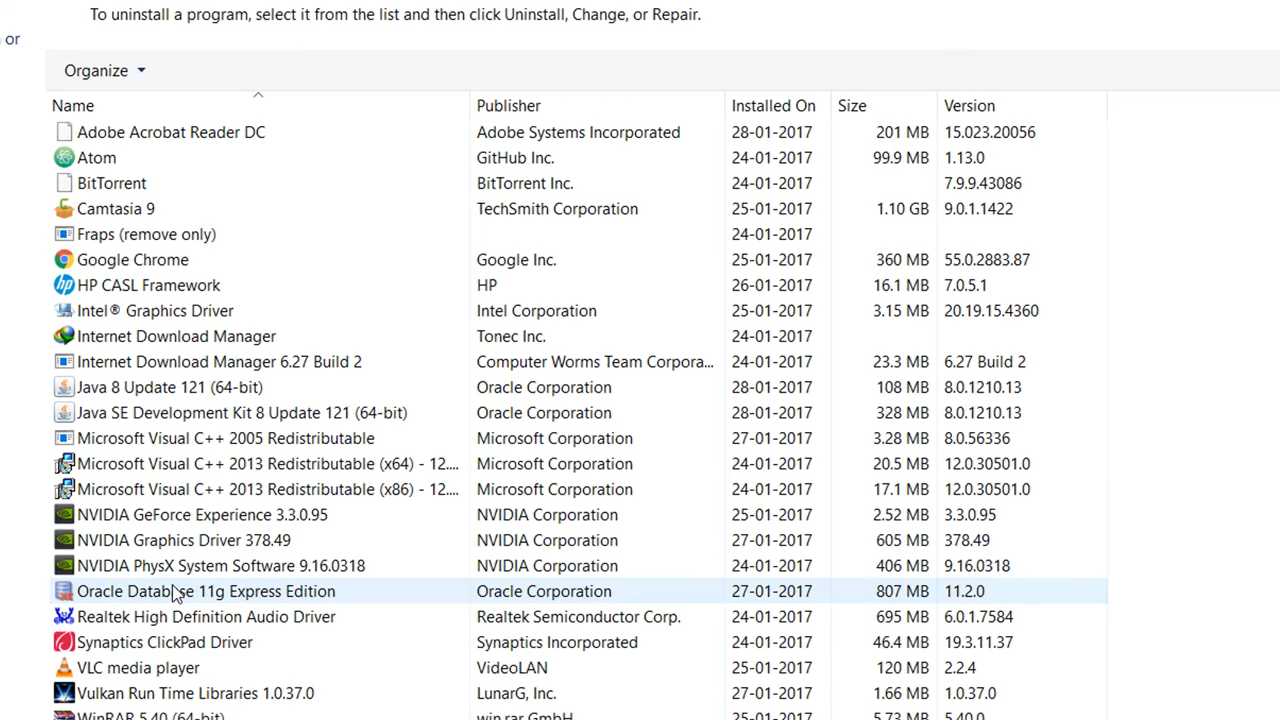 To uninstall a program, select it from the list and then click Uninstall, Change, or Repair.
or
Organize
Name Publisher Installed On Size Version
Adobe Acrobat Reader DC Adobe Systems Incorporated 28-01-2017 201 MB 15.023.20056
Atom GitHub Inc. 24-01-2017 99.9 MB 1.13.0
BitTorrent BitTorrent Inc. 24-01-2017 7.9.9.43086
Camtasia 9 TechSmith Corporation 25-01-2017 1.10 GB 9.0.1.1422
Fraps (remove only) 24-01-2017
Google Chrome Google Inc. 25-01-2017 360 MB 55.0.2883.87
HP CASL Framework HP 26-01-2017 16.1 MB 7.0.5.1
Intel® Graphics Driver Intel Corporation 25-01-2017 3.15 MB 20.19.15.4360
Internet Download Manager Tonec Inc. 24-01-2017
Internet Download Manager 6.27 Build 2 Computer Worms Team Corpora... 24-01-2017 23.3 MB 6.27 Build 2
Java 8 Update 121 (64-bit) Oracle Corporation 28-01-2017 108 MB 8.0.1210.13
Java SE Development Kit 8 Update 121 (64-bit) Oracle Corporation 28-01-2017 328 MB 8.0.1210.13
Microsoft Visual C++ 2005 Redistributable Microsoft Corporation 27-01-2017 3.28 MB 8.0.56336
Microsoft Visual C++ 2013 Redistributable (x64) - 12.... Microsoft Corporation 24-01-2017 20.5 MB 12.0.30501.0
Microsoft Visual C++ 2013 Redistributable (x86) - 12.... Microsoft Corporation 24-01-2017 17.1 MB 12.0.30501.0
NVIDIA GeForce Experience 3.3.0.95 NVIDIA Corporation 25-01-2017 2.52 MB 3.3.0.95
NVIDIA Graphics Driver 378.49 NVIDIA Corporation 27-01-2017 605 MB 378.49
NVIDIA PhysX System Software 9.16.0318 NVIDIA Corporation 24-01-2017 406 MB 9.16.0318
Oracle Database 11g Express Edition Oracle Corporation 27-01-2017 807 MB 11.2.0
Realtek High Definition Audio Driver Realtek Semiconductor Corp. 24-01-2017 695 MB 6.0.1.7584
Synaptics ClickPad Driver Synaptics Incorporated 24-01-2017 46.4 MB 19.3.11.37
VLC media player VideoLAN 25-01-2017 120 MB 2.2.4
Vulkan Run Time Libraries 1.0.37.0 LunarG, Inc. 27-01-2017 1.66 MB 1.0.37.0
WinRAR 5.40 (64-bit) win.rar GmbH 25-01-2017 5.73 MB 5.40.0